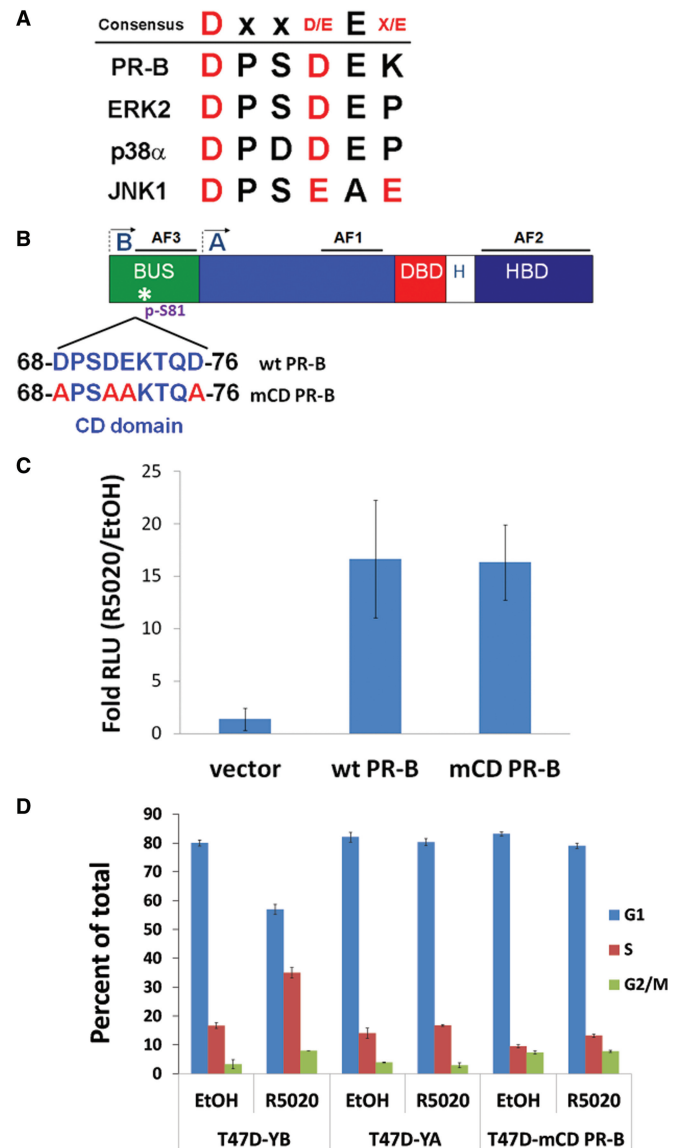 A
Consensus D x x D/E E X/E
PR-B D P S D E K
ERK2 D P S D E P
p38α D P D D E P
JNK1 D P S E A E
B
B AF3 A AF1 AF2
BUS DBD H HBD
*
p-S81
68-DPSDEKTQD-76 wt PR-B
68-APSAAKTQA-76 mCD PR-B
CD domain
C
Fold RLU (R5020/EtOH)
25
20
15
10
5
0
vector wt PR-B mCD PR-B
D
Percent of total
90
80
70
60
50
40
30
20
10
0
G1
S
G2/M
EtOH R5020 EtOH R5020 EtOH R5020
T47D-YB T47D-YA T47D-mCD PR-B